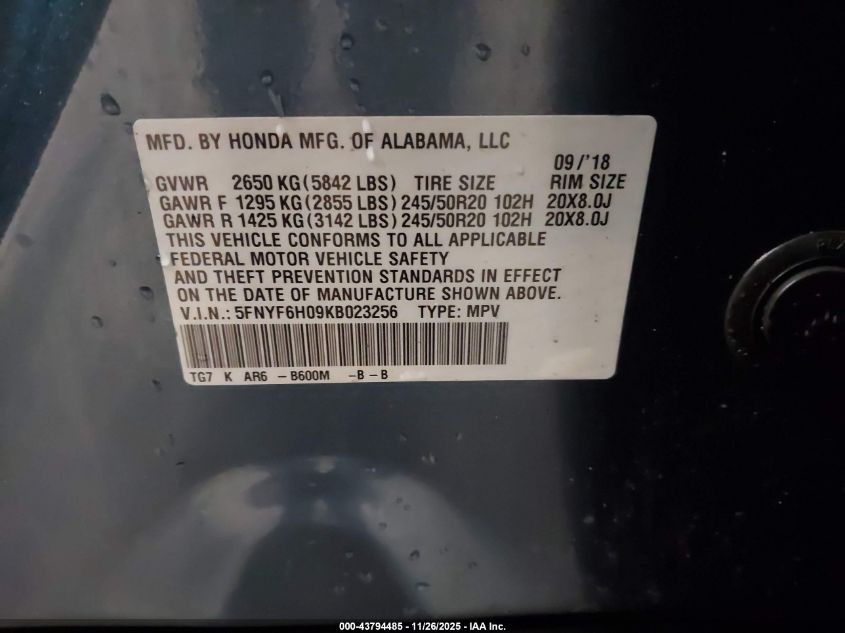 MFD. BY HONDA MFG. OF ALABAMA, LLC
09/'18
GVWR 2650 KG(5842 LBS) TIRE SIZE RIM SIZE
GAWR F 1295 KG(2855 LBS)245/50R20 102H 20X8.0J
GAWR R 1425 KG(3142 LBS)245/50R20 102H 20X8.0J
THIS VEHICLE CONFORMS TO ALL APPLICABLE
FEDERAL MOTOR VEHICLE SAFETY
AND THEFT PREVENTION STANDARDS IN EFFECT
ON THE DATE OF MANUFACTURE SHOWN ABOVE.
V.I.N.: 5FNYF6H09KB023256 TYPE: MPV
TG7 K AR6 -B600M -B-B
000-43794485 - 11/26/2025 - IAA Inc.